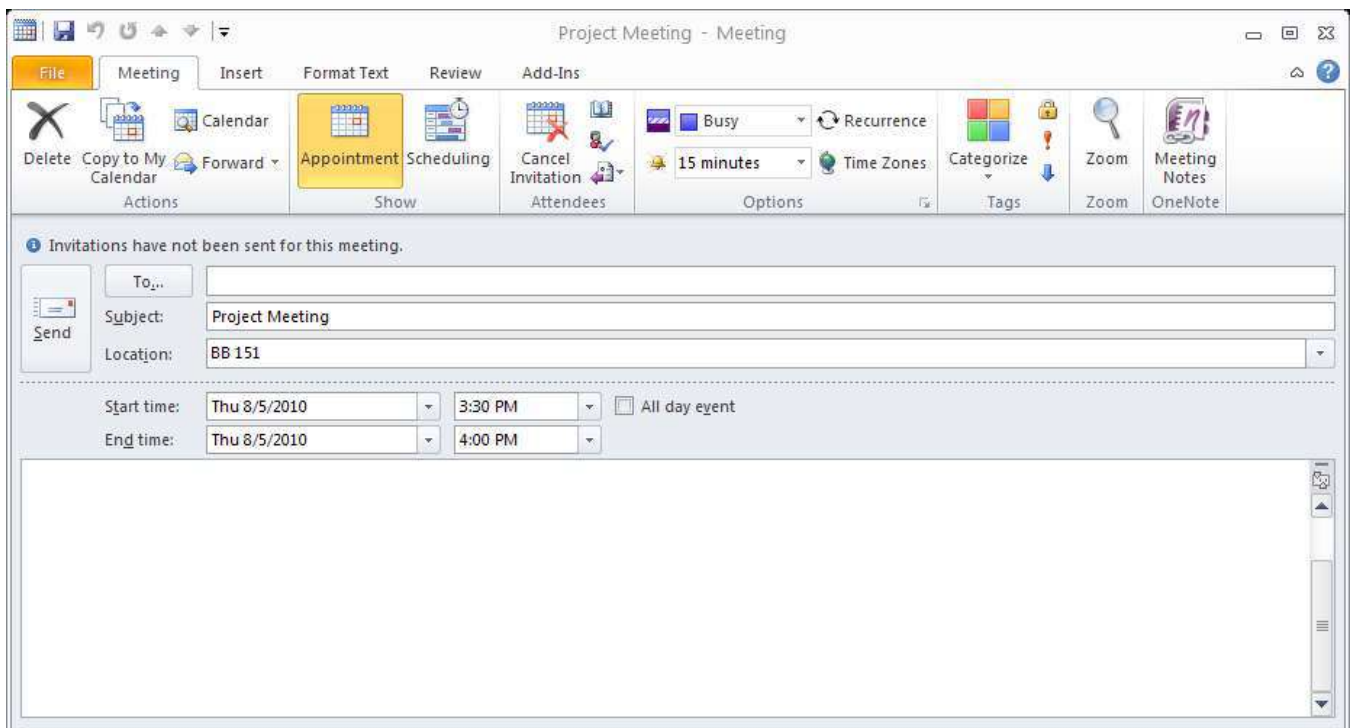 Project Meeting - Meeting
File Meeting Insert Format Text Review Add-Ins
Calendar Busy Recurrence
Delete Copy to My Calendar Forward Appointment Scheduling Cancel Invitation 15 minutes Time Zones Categorize Zoom Meeting Notes
Actions Show Attendees Options Tags Zoom OneNote
Invitations have not been sent for this meeting.
To...
Send
Subject: Project Meeting
Location: BB 151
Start time: Thu 8/5/2010 3:30 PM All day event
End time: Thu 8/5/2010 4:00 PM